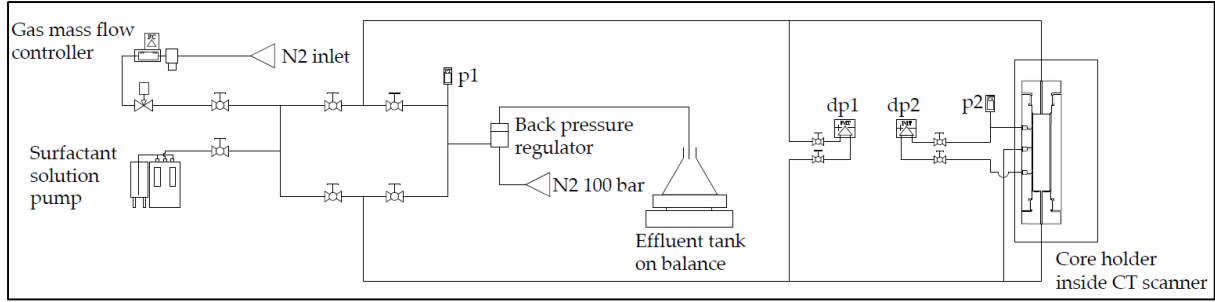 Gas mass flow
controller
N2 inlet
p1
Surfactant
solution
pump
Back pressure
regulator
N2 100 bar
Effluent tank
on balance
dp1
dp2
p2
Core holder
inside CT scanner